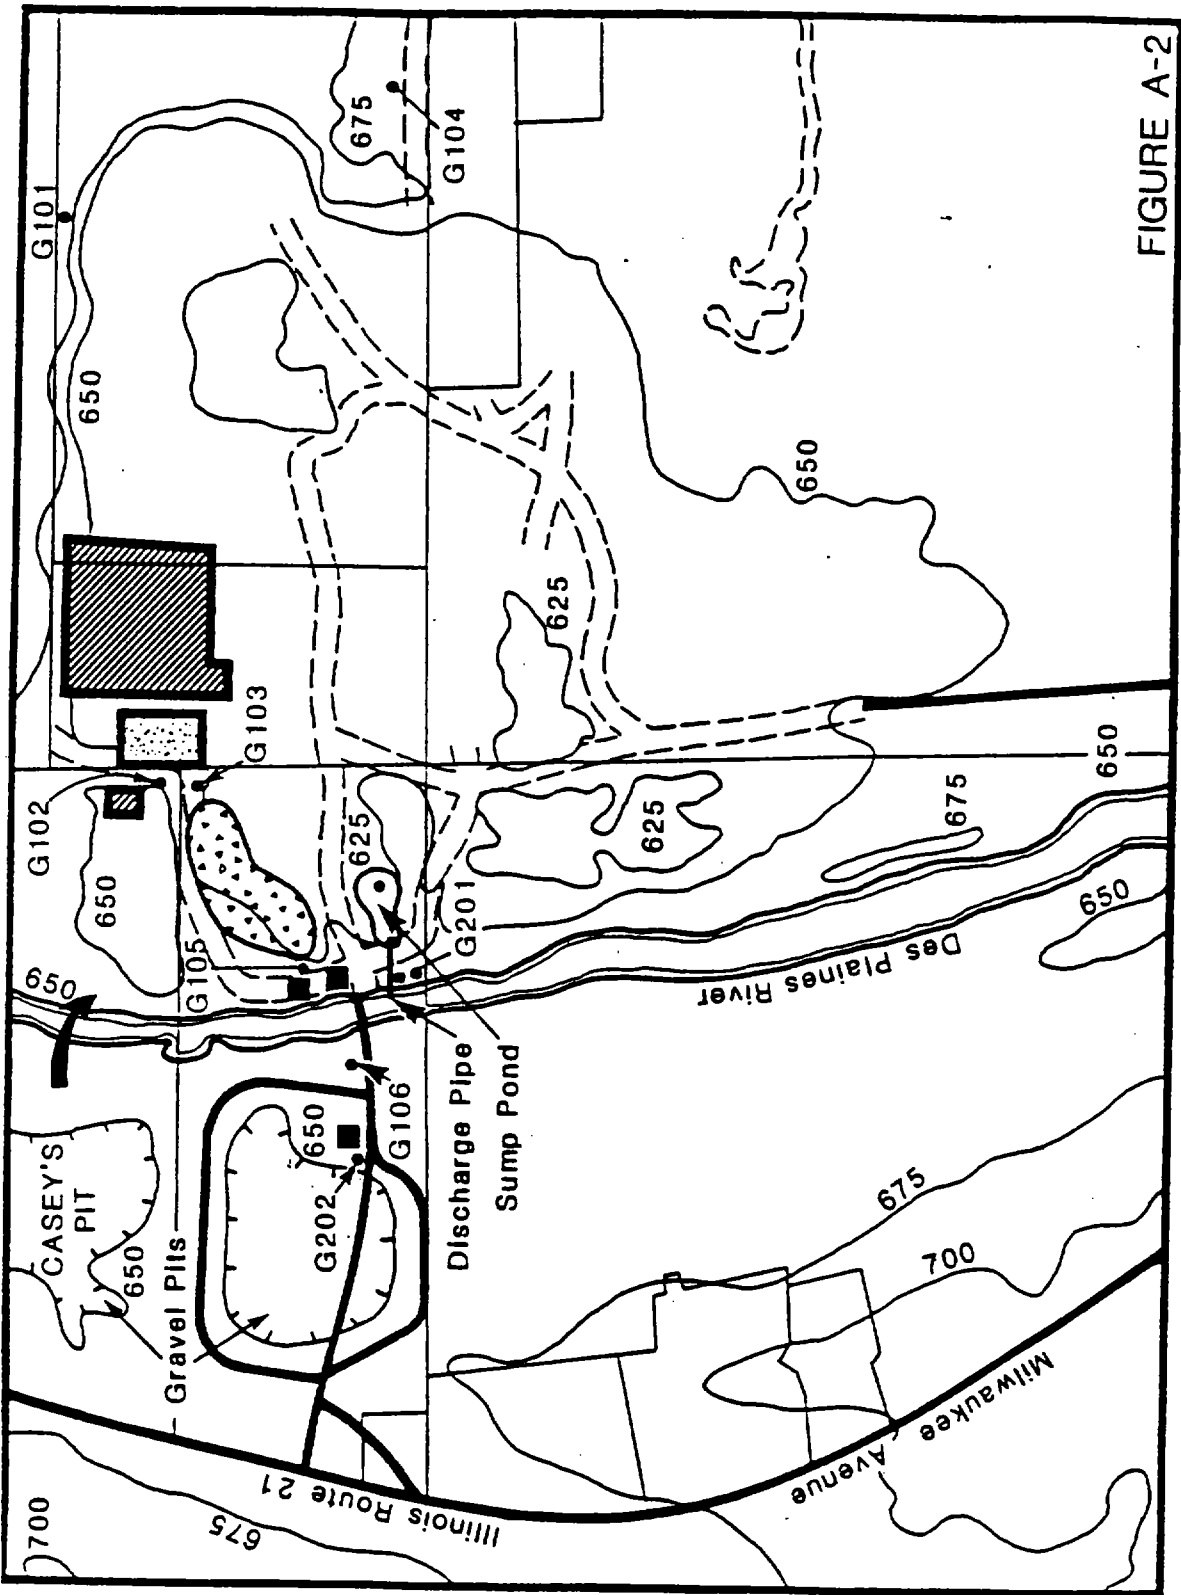 FIGURE A-2
G101
675
G104
650
650
625
G103
G102
650
625
625
675
650
G105
G201
650
650
Des Plaines River
Discharge Pipe
Sump Pond
G106
650
G202
CASEY'S
PIT
650
Gravel Pits
675
700
Milwaukee
Avenue
Illinois Route 21
675
700